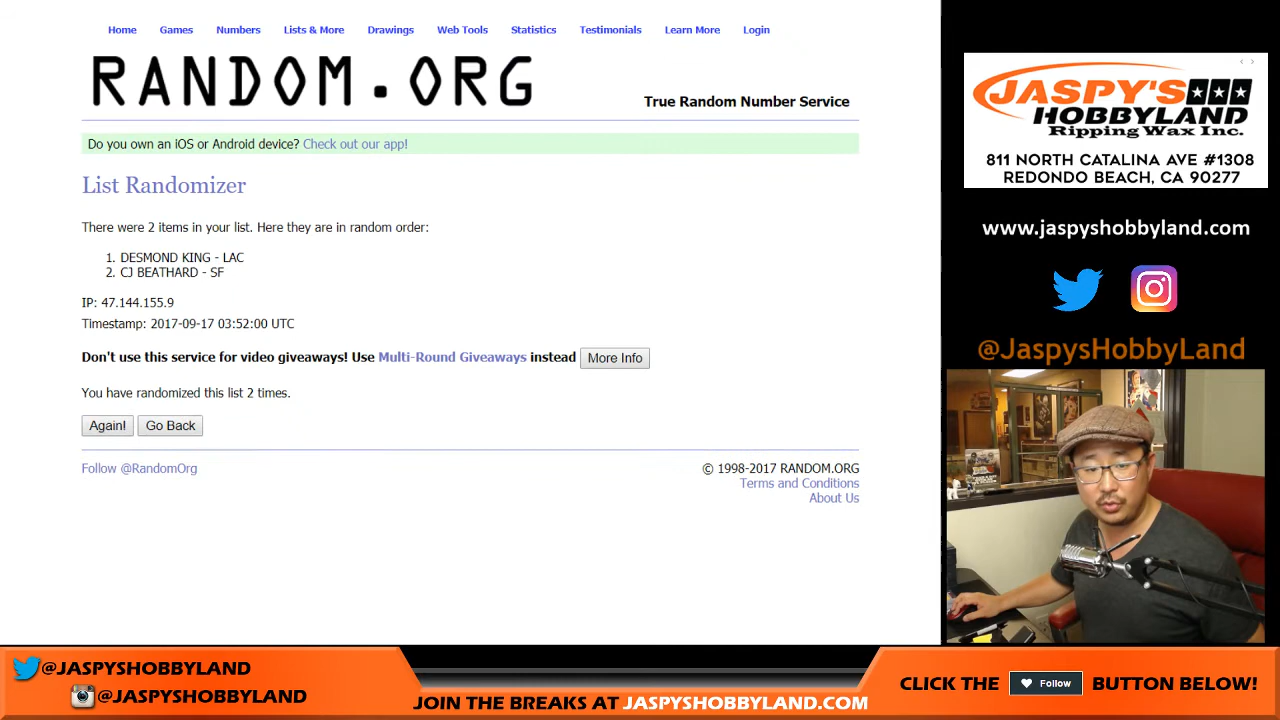 Home Games Numbers Lists & More Drawings Web Tools Statistics Testimonials Learn More Login
RANDOM.ORG
True Random Number Service
Do you own an iOS or Android device? Check out our app!
List Randomizer
There were 2 items in your list. Here they are in random order:
1. DESMOND KING - LAC
2. CJ BEATHARD - SF
IP: 47.144.155.9
Timestamp: 2017-09-17 03:52:00 UTC
Don't use this service for video giveaways! Use Multi-Round Giveaways instead More Info
You have randomized this list 2 times.
Again! Go Back
Follow @RandomOrg
© 1998-2017 RANDOM.ORG
Terms and Conditions
About Us
JASPY'S
HOBBYLAND
Ripping Wax Inc.
811 NORTH CATALINA AVE #1308
REDONDO BEACH, CA 90277
www.jaspyshobbyland.com
@JaspysHobbyLand
@JASPYSHOBBYLAND
@JASPYSHOBBYLAND
JOIN THE BREAKS AT JASPYSHOBBYLAND.COM
CLICK THE Follow BUTTON BELOW!